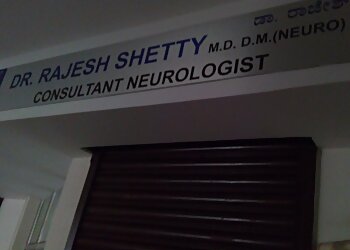 DR. RAJESH SHETTY M.D. D.M.(NEURO) ಡಾ. ರಾಜೇಶ್
CONSULTANT NEUROLOGIST